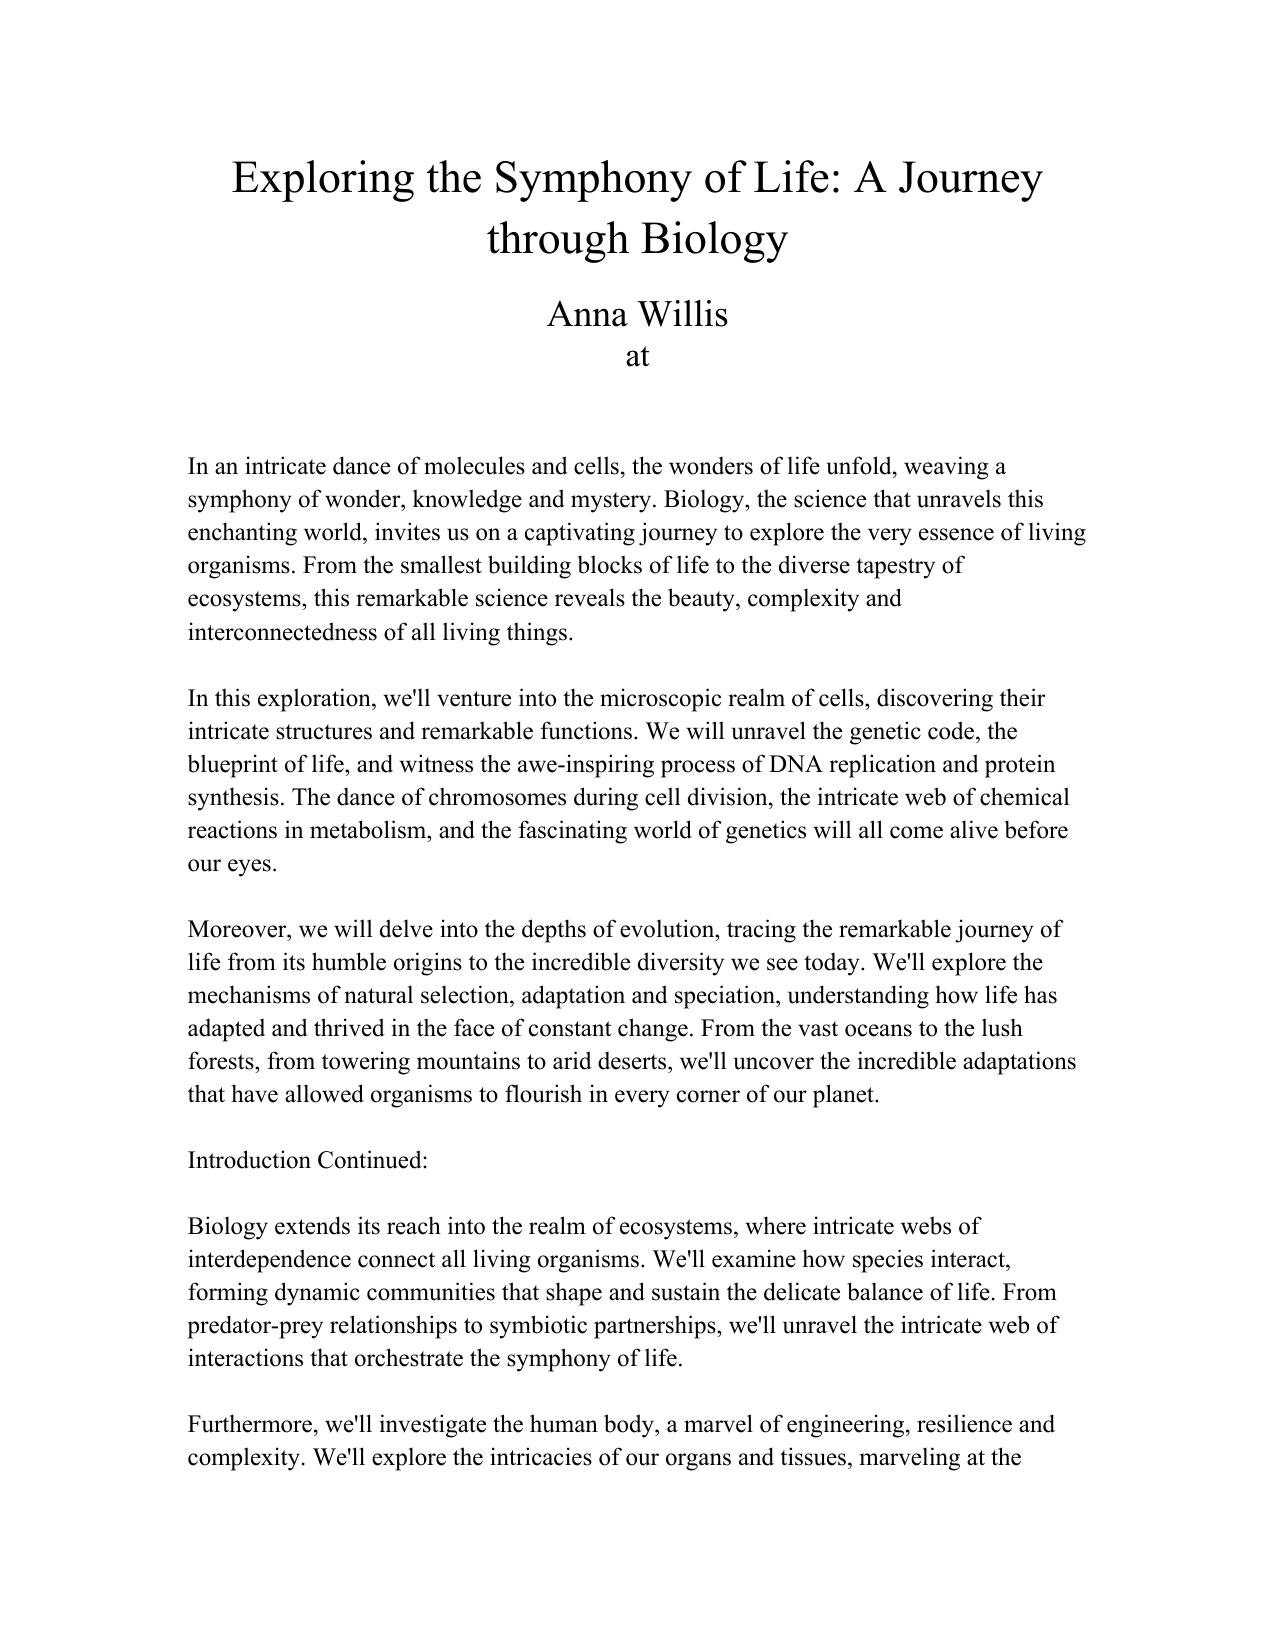 Exploring the Symphony of Life: A Journey
through Biology
Anna Willis
at
In an intricate dance of molecules and cells, the wonders of life unfold, weaving a
symphony of wonder, knowledge and mystery. Biology, the science that unravels this
enchanting world, invites us on a captivating journey to explore the very essence of living
organisms. From the smallest building blocks of life to the diverse tapestry of
ecosystems, this remarkable science reveals the beauty, complexity and
interconnectedness of all living things.
In this exploration, we'll venture into the microscopic realm of cells, discovering their
intricate structures and remarkable functions. We will unravel the genetic code, the
blueprint of life, and witness the awe-inspiring process of DNA replication and protein
synthesis. The dance of chromosomes during cell division, the intricate web of chemical
reactions in metabolism, and the fascinating world of genetics will all come alive before
our eyes.
Moreover, we will delve into the depths of evolution, tracing the remarkable journey of
life from its humble origins to the incredible diversity we see today. We'll explore the
mechanisms of natural selection, adaptation and speciation, understanding how life has
adapted and thrived in the face of constant change. From the vast oceans to the lush
forests, from towering mountains to arid deserts, we'll uncover the incredible adaptations
that have allowed organisms to flourish in every corner of our planet.
Introduction Continued:
Biology extends its reach into the realm of ecosystems, where intricate webs of
interdependence connect all living organisms. We'll examine how species interact,
forming dynamic communities that shape and sustain the delicate balance of life. From
predator-prey relationships to symbiotic partnerships, we'll unravel the intricate web of
interactions that orchestrate the symphony of life.
Furthermore, we'll investigate the human body, a marvel of engineering, resilience and
complexity. We'll explore the intricacies of our organs and tissues, marveling at the